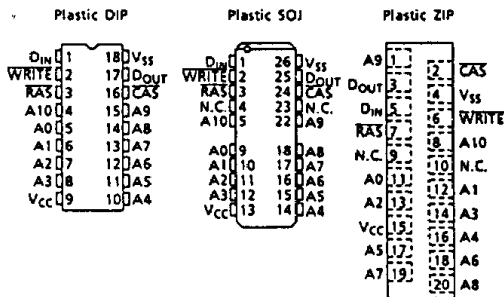 Plastic DIP
D̅IN 1 18 VSS
WRITE 2 17 DOUT
RAS 3 16 CAS
A10 4 15 A9
A0 5 14 A8
A1 6 13 A7
A2 7 12 A6
A3 8 11 A5
VCC 9 10 A4
Plastic SOJ
DIN 1 26 VSS
WRITE 2 25 DOUT
RAS 3 24 CAS
N.C. 4 23 N.C.
A10 5 22 A9
A0 9 18 A8
A1 10 17 A7
A2 11 16 A6
A3 12 15 A5
VCC 13 14 A4
Plastic ZIP
A9 1
2 CAS
DOUT 3
4 VSS
DIN 5
6 WRITE
RAS 7
8 A10
N.C. 9
10 N.C.
A0 11
12 A1
A2 13
14 A3
VCC 15
16 A4
A5 17
18 A6
A7 19
20 A8